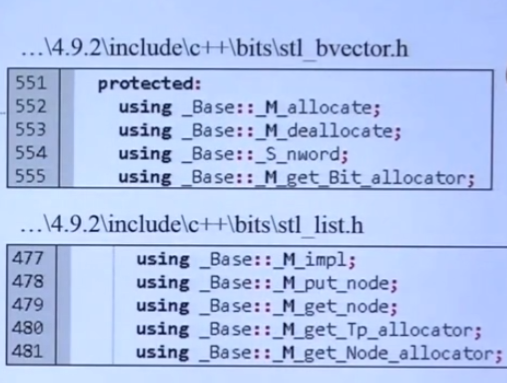 ...\4.9.2\include\c++\bits\stl_bvector.h
551 protected:
552 using _Base::_M_allocate;
553 using _Base::_M_deallocate;
554 using _Base::_S_nword;
555 using _Base::_M_get_Bit_allocator;
...\4.9.2\include\c++\bits\stl_list.h
477 using _Base::_M_impl;
478 using _Base::_M_put_node;
479 using _Base::_M_get_node;
480 using _Base::_M_get_Tp_allocator;
481 using _Base::_M_get_Node_allocator;